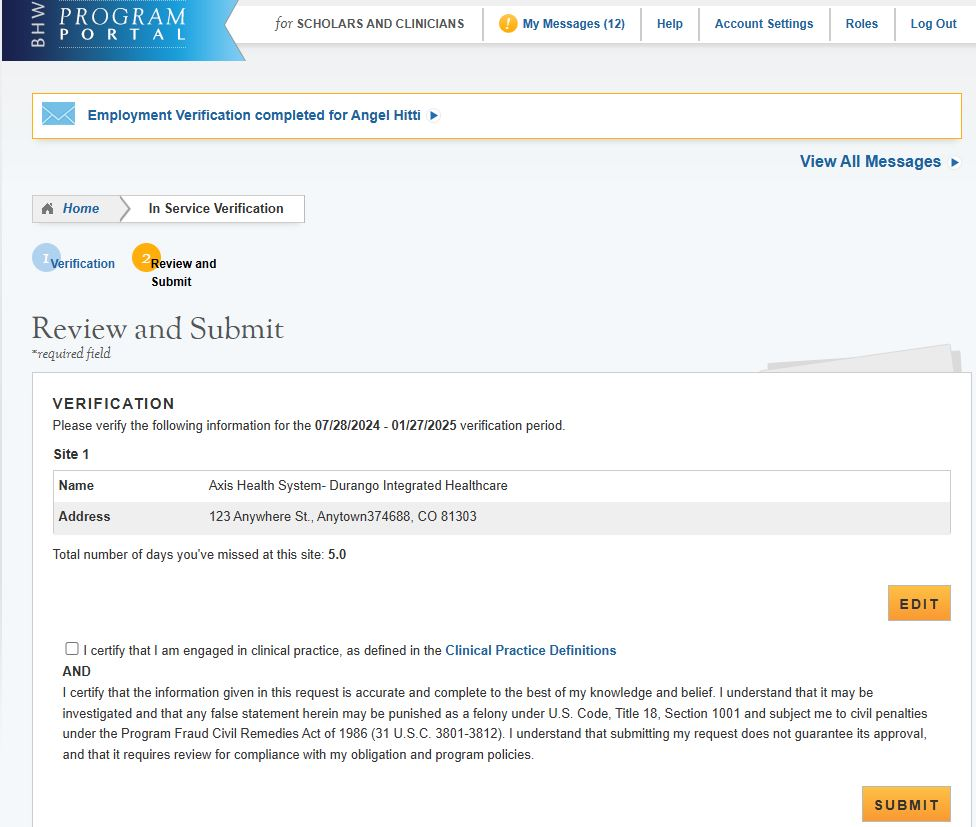 BHW
PROGRAM
PORTAL
for SCHOLARS AND CLINICIANS
! My Messages (12)
Help
Account Settings
Roles
Log Out
Employment Verification completed for Angel Hitti
View All Messages
Home
In Service Verification
1 Verification
2 Review and
Submit
Review and Submit
*required field
VERIFICATION
Please verify the following information for the 07/28/2024 - 01/27/2025 verification period.
Site 1
Name Axis Health System- Durango Integrated Healthcare
Address 123 Anywhere St., Anytown374688, CO 81303
Total number of days you've missed at this site: 5.0
EDIT
I certify that I am engaged in clinical practice, as defined in the Clinical Practice Definitions
AND
I certify that the information given in this request is accurate and complete to the best of my knowledge and belief. I understand that it may be
investigated and that any false statement herein may be punished as a felony under U.S. Code, Title 18, Section 1001 and subject me to civil penalties
under the Program Fraud Civil Remedies Act of 1986 (31 U.S.C. 3801-3812). I understand that submitting my request does not guarantee its approval,
and that it requires review for compliance with my obligation and program policies.
SUBMIT